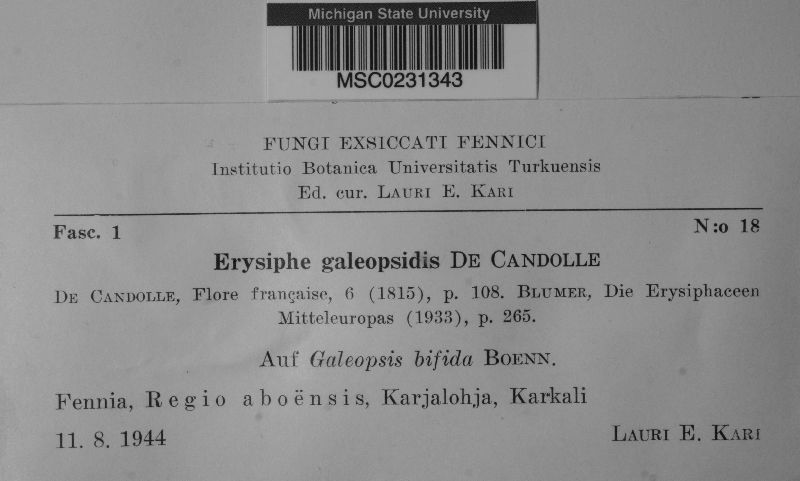 Michigan State University
MSC0231343
FUNGI EXSICCATI FENNICI
Institutio Botanica Universitatis Turkuensis
Ed. cur. LAURI E. KARI
Fasc. 1 N:o 18
Erysiphe galeopsidis DE CANDOLLE
DE CANDOLLE, Flore française, 6 (1815), p. 108. BLUMER, Die Erysiphaceen
Mitteleuropas (1933), p. 265.
Auf Galeopsis bifida BOENN.
Fennia, Regio aboënsis, Karjalohja, Karkali
11. 8. 1944 LAURI E. KARI